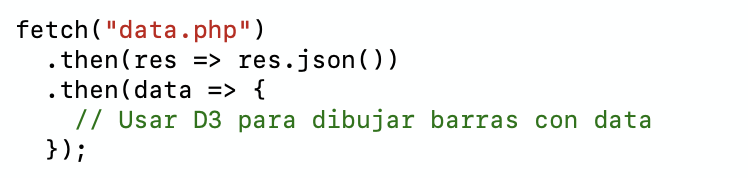 fetch("data.php")
  .then(res => res.json())
  .then(data => {
    // Usar D3 para dibujar barras con data
  });